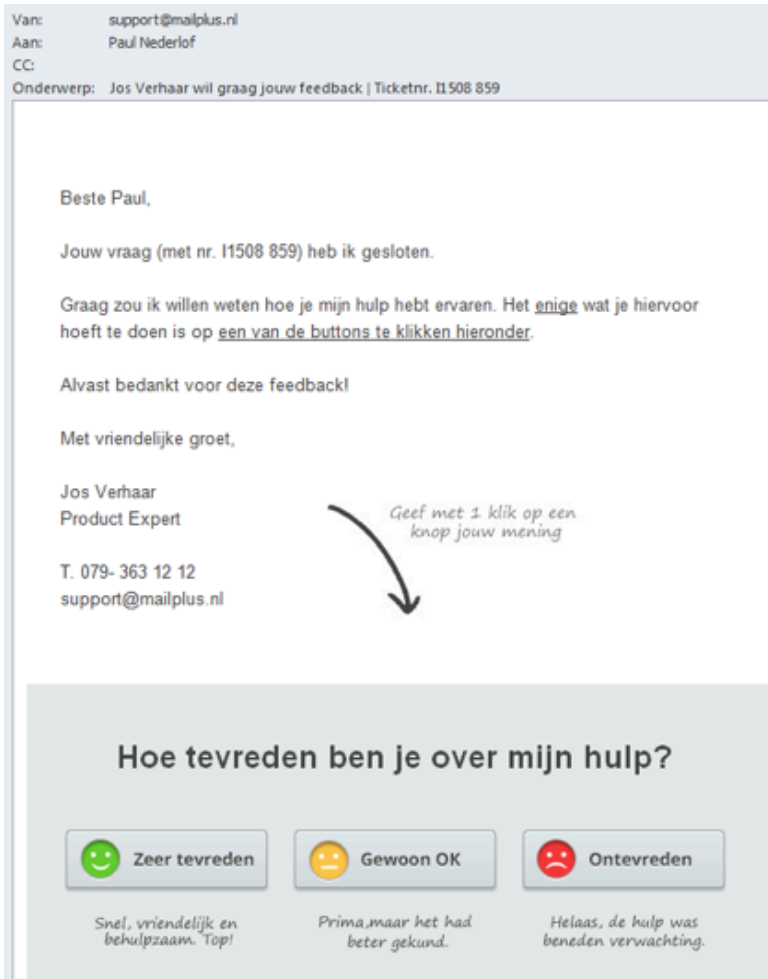 Van: support@mailplus.nl
Aan: Paul Nederlof
CC:
Onderwerp: Jos Verhaar wil graag jouw feedback | Ticketnr. I1508 859
Beste Paul,
Jouw vraag (met nr. I1508 859) heb ik gesloten.
Graag zou ik willen weten hoe je mijn hulp hebt ervaren. Het enige wat je hiervoor
hoeft te doen is op een van de buttons te klikken hieronder.
Alvast bedankt voor deze feedback!
Met vriendelijke groet,
Jos Verhaar
Product Expert
Geef met 1 klik op een
knop jouw mening
T. 079- 363 12 12
support@mailplus.nl
Hoe tevreden ben je over mijn hulp?
Zeer tevreden
Gewoon OK
Ontevreden
Snel, vriendelijk en
behulpzaam. Top!
Prima,maar het had
beter gekund.
Helaas, de hulp was
beneden verwachting.